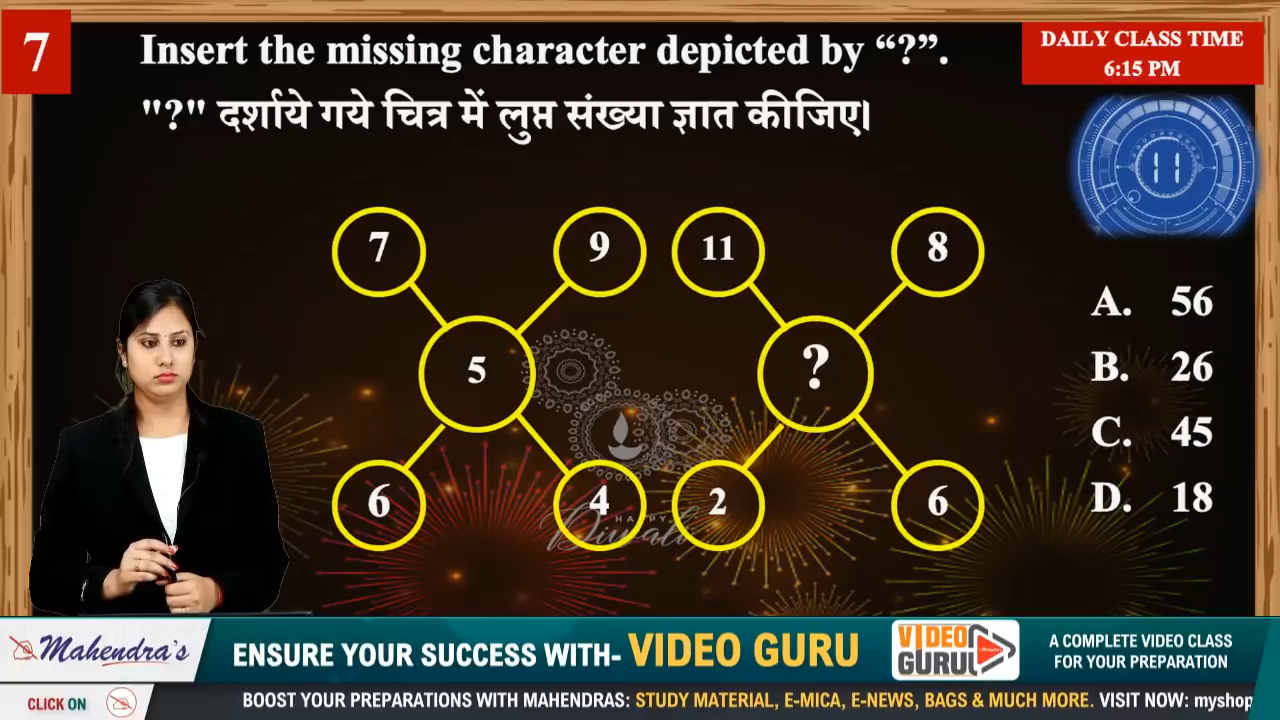 7
Insert the missing character depicted by “?”.
"?" दर्शाये गये चित्र में लुप्त संख्या ज्ञात कीजिए।
DAILY CLASS TIME
6:15 PM
11
7
9
5
6
4
11
8
?
2
6
A. 56
B. 26
C. 45
D. 18
HAPPY
Diwali
Mahendra's
ENSURE YOUR SUCCESS WITH- VIDEO GURU
VIDEO
GURU
A COMPLETE VIDEO CLASS
FOR YOUR PREPARATION
CLICK ON
BOOST YOUR PREPARATIONS WITH MAHENDRAS: STUDY MATERIAL, E-MICA, E-NEWS, BAGS & MUCH MORE. VISIT NOW: myshop